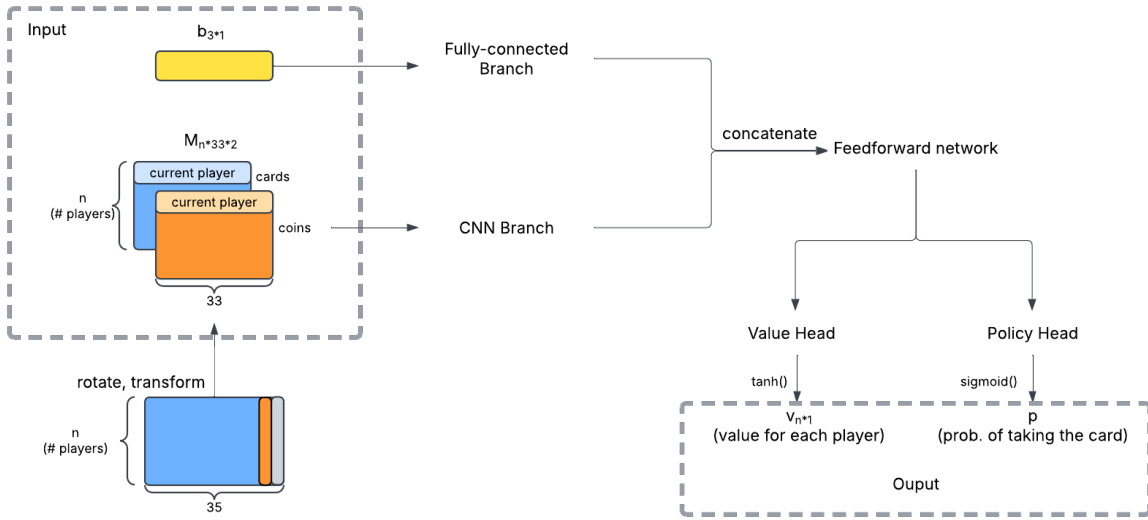 Input
b3*1
Mn*33*2
current player
cards
current player
coins
n
(# players)
33
rotate, transform
n
(# players)
35
Fully-connected
Branch
CNN Branch
concatenate
Feedforward network
Value Head
Policy Head
tanh()
sigmoid()
vn*1
(value for each player)
p
(prob. of taking the card)
Ouput